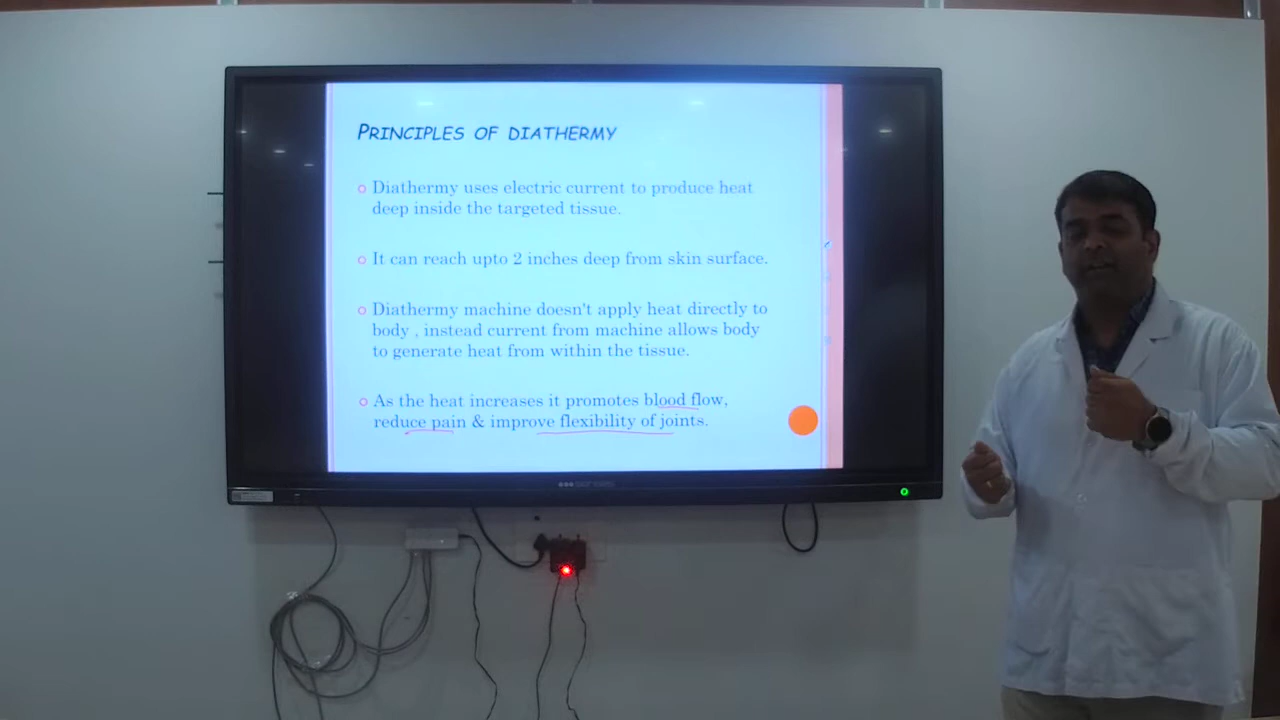 PRINCIPLES OF DIATHERMY
Diathermy uses electric current to produce heat
deep inside the targeted tissue.
It can reach upto 2 inches deep from skin surface.
Diathermy machine doesn't apply heat directly to
body , instead current from machine allows body
to generate heat from within the tissue.
As the heat increases it promotes blood flow,
reduce pain & improve flexibility of joints.